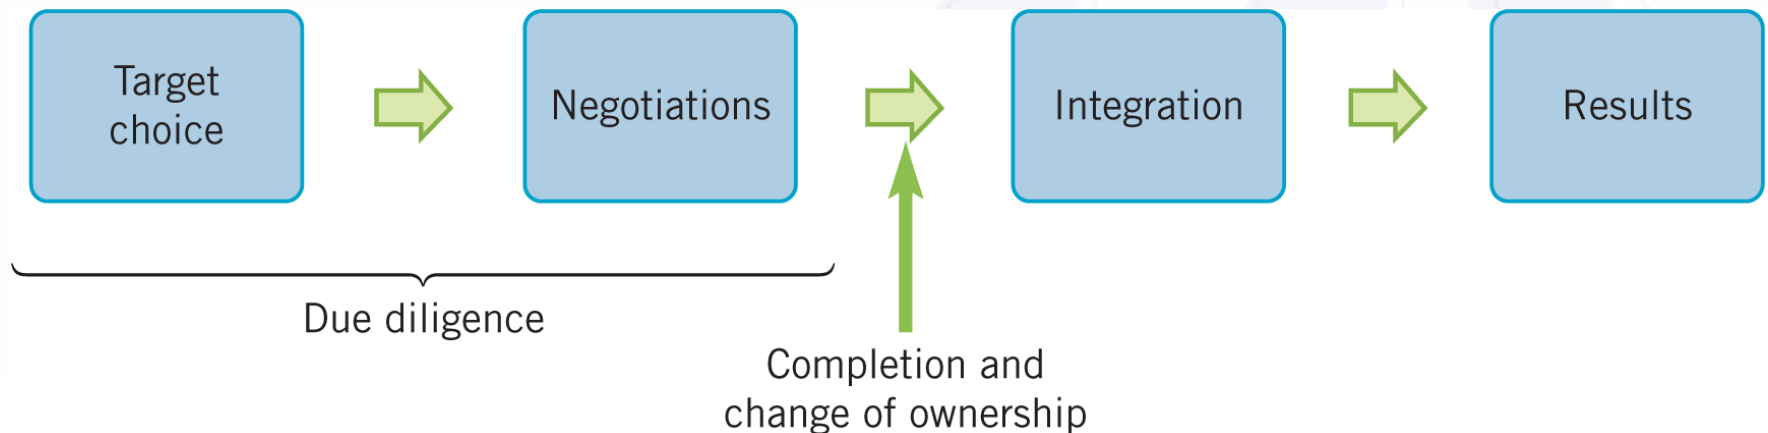 Target
choice
Negotiations
Integration
Results
Due diligence
Completion and
change of ownership